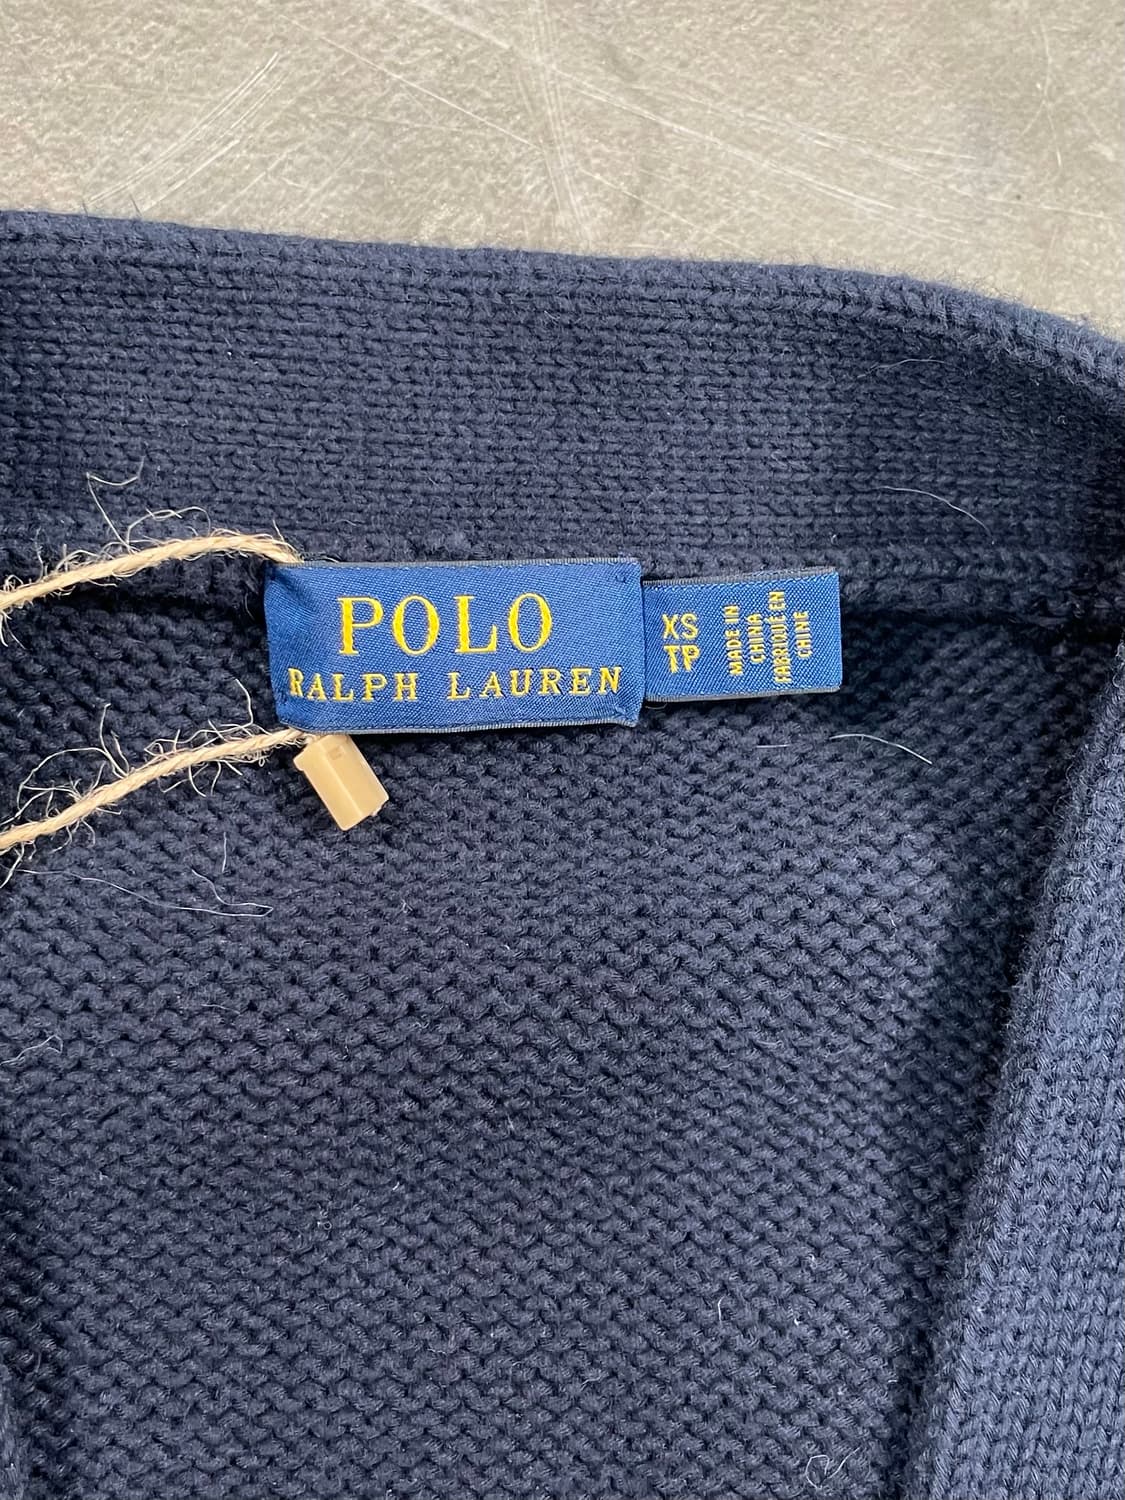 POLO
RALPH LAUREN
XS
TP
MADE IN
CHINA
FABRIQUÉ EN
CHINE